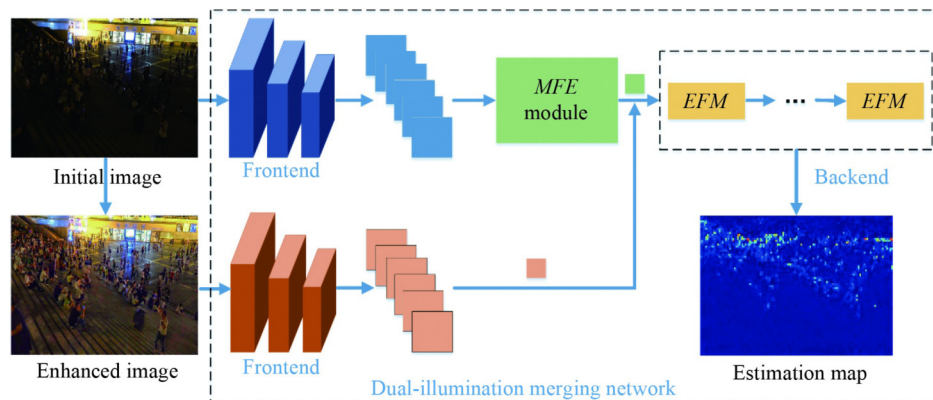 MFE
module
EFM
...
EFM
Initial image
Frontend
Backend
Enhanced image
Frontend
Dual-illumination merging network
Estimation map